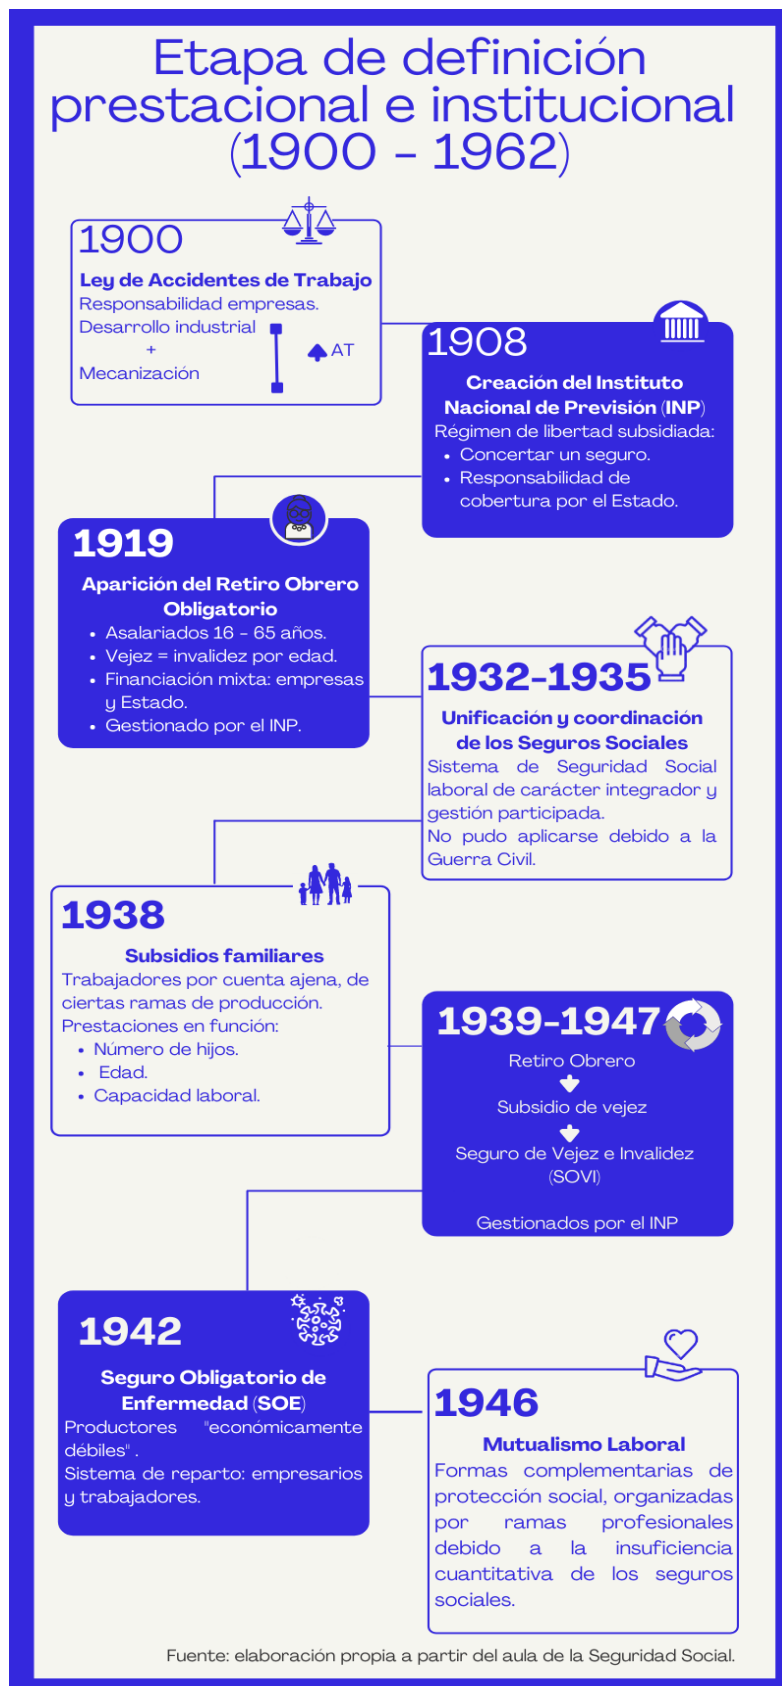 Etapa de definición
prestacional e institucional
(1900 - 1962)
1900
Ley de Accidentes de Trabajo
Responsabilidad empresas.
Desarrollo industrial
+
Mecanización
AT
1908
Creación del Instituto
Nacional de Previsión (INP)
Régimen de libertad subsidiada:
• Concertar un seguro.
• Responsabilidad de
cobertura por el Estado.
1919
Aparición del Retiro Obrero
Obligatorio
• Asalariados 16 - 65 años.
• Vejez = invalidez por edad.
• Financiación mixta: empresas
y Estado.
• Gestionado por el INP.
1932-1935
Unificación y coordinación
de los Seguros Sociales
Sistema de Seguridad Social
laboral de carácter integrador y
gestión participada.
No pudo aplicarse debido a la
Guerra Civil.
1938
Subsidios familiares
Trabajadores por cuenta ajena, de
ciertas ramas de producción.
Prestaciones en función:
• Número de hijos.
• Edad.
• Capacidad laboral.
1939-1947
Retiro Obrero
Subsidio de vejez
Seguro de Vejez e Invalidez
(SOVI)
Gestionados por el INP
1942
Seguro Obligatorio de
Enfermedad (SOE)
Productores "económicamente
débiles" .
Sistema de reparto: empresarios
y trabajadores.
1946
Mutualismo Laboral
Formas complementarias de
protección social, organizadas
por ramas profesionales
debido a la insuficiencia
cuantitativa de los seguros
sociales.
Fuente: elaboración propia a partir del aula de la Seguridad Social.